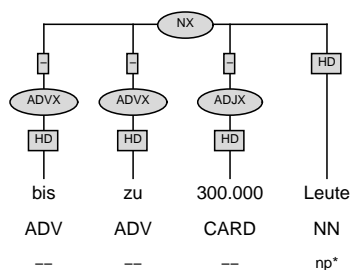 NX
– – – HD
ADVX ADVX ADJX
HD HD HD
bis zu 300.000 Leute
ADV ADV CARD NN
–– –– –– np*